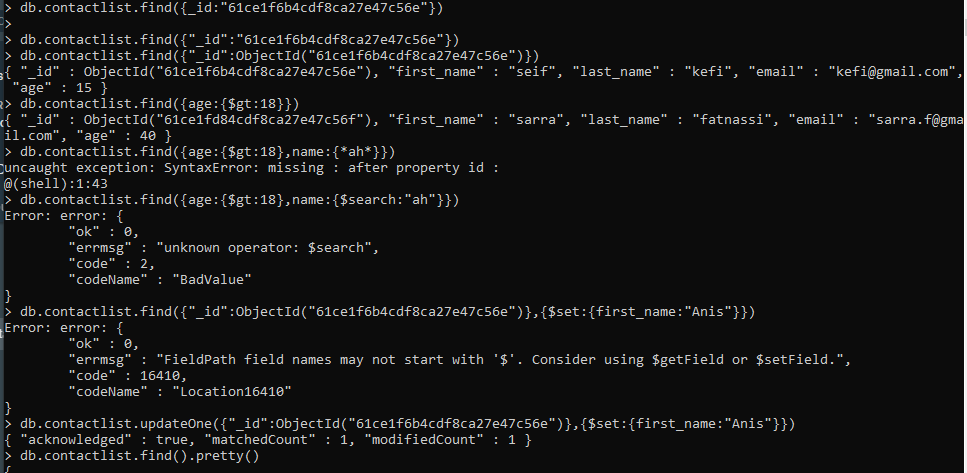 > db.contactlist.find({_id:"61ce1f6b4cdf8ca27e47c56e"})
>
> db.contactlist.find({"_id":"61ce1f6b4cdf8ca27e47c56e"})
> db.contactlist.find({"_id":ObjectId("61ce1f6b4cdf8ca27e47c56e")})
{ "_id" : ObjectId("61ce1f6b4cdf8ca27e47c56e"), "first_name" : "seif", "last_name" : "kefi", "email" : "kefi@gmail.com",
"age" : 15 }
> db.contactlist.find({age:{$gt:18}})
{ "_id" : ObjectId("61ce1fd84cdf8ca27e47c56f"), "first_name" : "sarra", "last_name" : "fatnassi", "email" : "sarra.f@gma
il.com", "age" : 40 }
> db.contactlist.find({age:{$gt:18},name:{*ah*}})
uncaught exception: SyntaxError: missing : after property id :
@(shell):1:43
> db.contactlist.find({age:{$gt:18},name:{$search:"ah"}})
Error: error: {
"ok" : 0,
"errmsg" : "unknown operator: $search",
"code" : 2,
"codeName" : "BadValue"
}
> db.contactlist.find({"_id":ObjectId("61ce1f6b4cdf8ca27e47c56e")},{$set:{first_name:"Anis"}})
Error: error: {
"ok" : 0,
"errmsg" : "FieldPath field names may not start with '$'. Consider using $getField or $setField.",
"code" : 16410,
"codeName" : "Location16410"
}
> db.contactlist.updateOne({"_id":ObjectId("61ce1f6b4cdf8ca27e47c56e")},{$set:{first_name:"Anis"}})
{ "acknowledged" : true, "matchedCount" : 1, "modifiedCount" : 1 }
> db.contactlist.find().pretty()
{